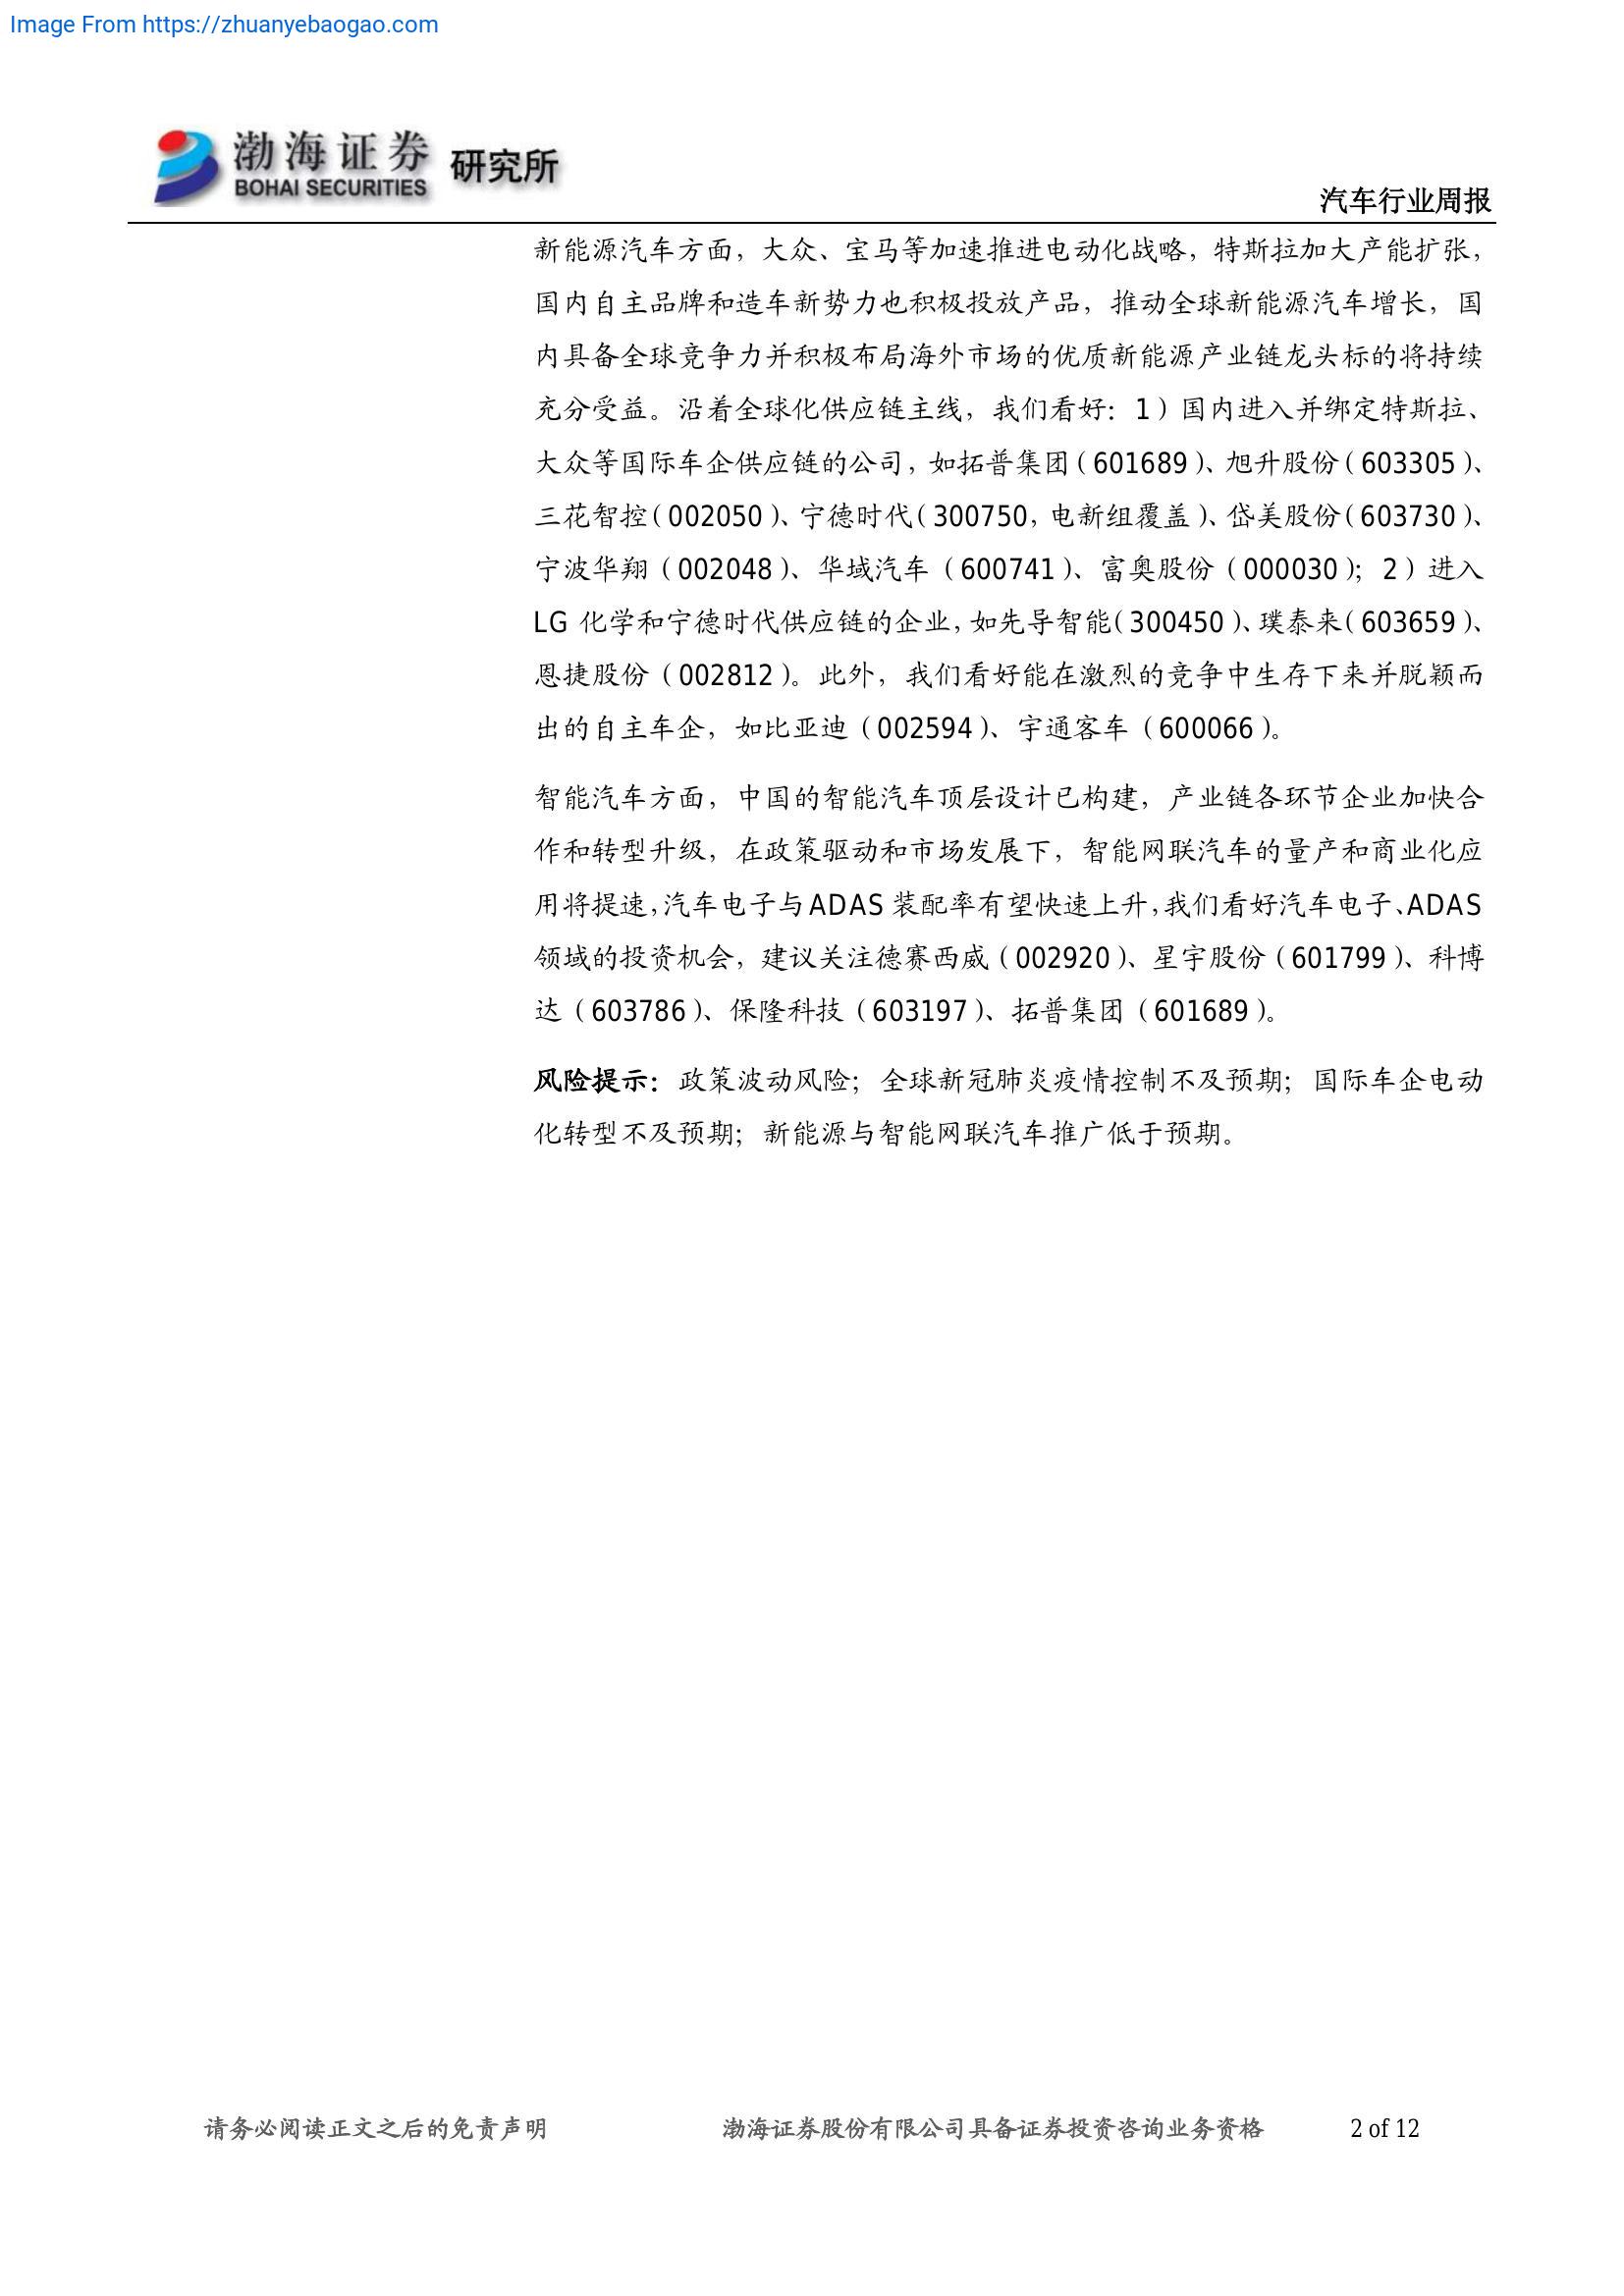 Image From https://zhuanyebaogao.com
渤海证券 研究所
BOHAI SECURITIES
汽车行业周报
新能源汽车方面，大众、宝马等加速推进电动化战略，特斯拉加大产能扩张，
国内自主品牌和造车新势力也积极投放产品，推动全球新能源汽车增长，国
内具备全球竞争力并积极布局海外市场的优质新能源产业链龙头标的将持续
充分受益。沿着全球化供应链主线，我们看好：1）国内进入并绑定特斯拉、
大众等国际车企供应链的公司，如拓普集团（601689）、旭升股份（603305）、
三花智控（002050）、宁德时代（300750，电新组覆盖）、岱美股份（603730）、
宁波华翔（002048）、华域汽车（600741）、富奥股份（000030）；2）进入
LG 化学和宁德时代供应链的企业，如先导智能（300450）、璞泰来（603659）、
恩捷股份（002812）。此外，我们看好能在激烈的竞争中生存下来并脱颖而
出的自主车企，如比亚迪（002594）、宇通客车（600066）。
智能汽车方面，中国的智能汽车顶层设计已构建，产业链各环节企业加快合
作和转型升级，在政策驱动和市场发展下，智能网联汽车的量产和商业化应
用将提速，汽车电子与 ADAS 装配率有望快速上升，我们看好汽车电子、ADAS
领域的投资机会，建议关注德赛西威（002920）、星宇股份（601799）、科博
达（603786）、保隆科技（603197）、拓普集团（601689）。
风险提示：政策波动风险；全球新冠肺炎疫情控制不及预期；国际车企电动
化转型不及预期；新能源与智能网联汽车推广低于预期。
请务必阅读正文之后的免责声明 渤海证券股份有限公司具备证券投资咨询业务资格 2 of 12